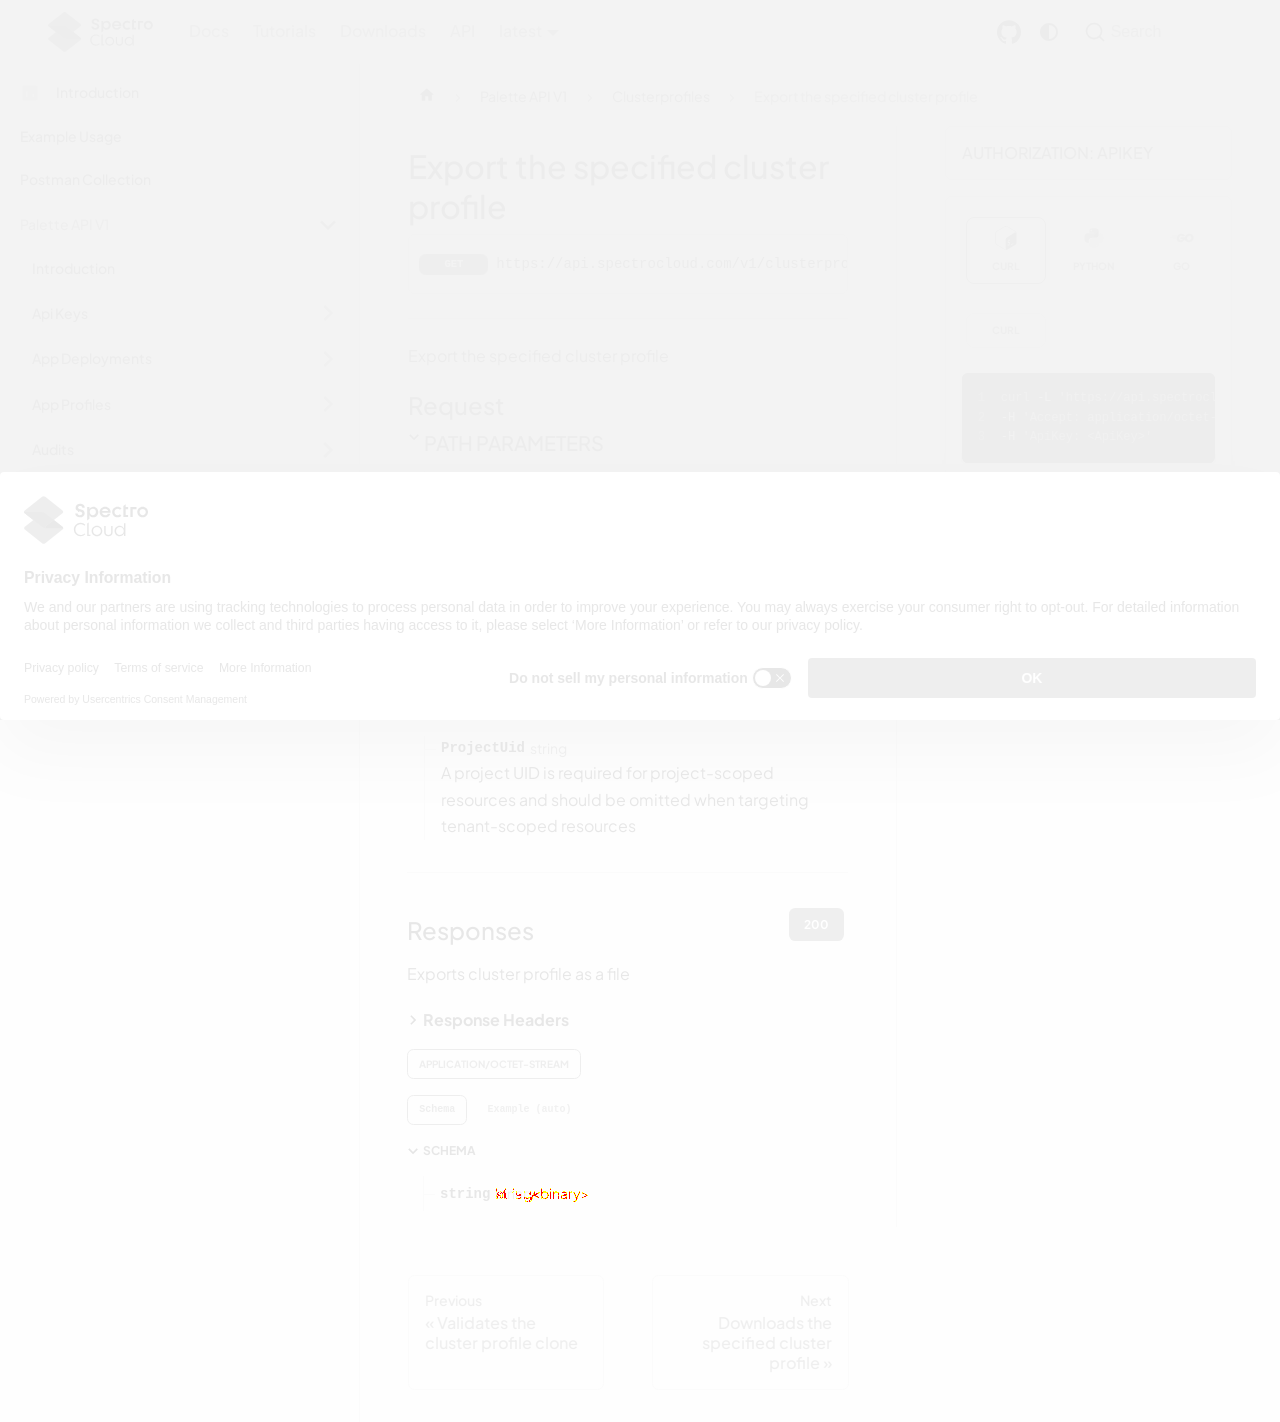 Spectro
Cloud
Docs Tutorials Downloads API latest
Search
Introduction
Palette API V1 Clusterprofiles Export the specified cluster profile
Example Usage
AUTHORIZATION: APIKEY
Export the specified cluster
profile
Postman Collection
Palette API V1
GET https://api.spectrocloud.com/v1/clusterpro
CURL PYTHON GO
Introduction
Api Keys
CURL
App Deployments
Export the specified cluster profile
App Profiles
Request
PATH PARAMETERS
Audits
Spectro
Cloud
Privacy Information
We and our partners are using tracking technologies to process personal data in order to improve your experience. You may always exercise your consumer right to opt-out. For detailed information
about personal information we collect and third parties having access to it, please select 'More Information' or refer to our privacy policy.
Privacy policy Terms of service More Information
Do not sell my personal information OK
Powered by Usercentrics Consent Management
ProjectUid string
A project UID is required for project-scoped
resources and should be omitted when targeting
tenant-scoped resources
Responses
200
Exports cluster profile as a file
Response Headers
APPLICATION/OCTET-STREAM
Schema Example (auto)
SCHEMA
string
Previous
« Validates the
cluster profile clone
Next
Downloads the
specified cluster
profile »